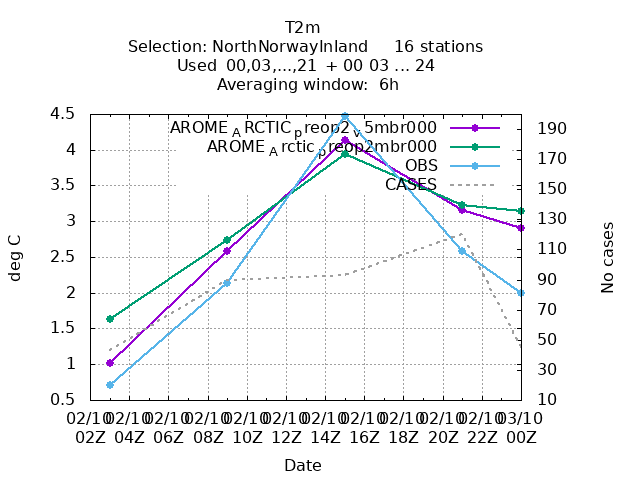 T2m
Selection: NorthNorwayInland 16 stations
Used 00,03,...,21 + 00 03 ... 24
Averaging window: 6h
AROME_ARCTIC_preop2_v5mbr000
AROME_Arctic_preop2mbr000
OBS
CASES
4.5
4
3.5
3
2.5
2
1.5
1
0.5
deg C
190
170
150
130
110
90
70
50
30
10
No cases
02/10 02/10 02/10 02/10 02/10 02/10 02/10 02/10 02/10 02/10 02/10 03/10
02Z 04Z 06Z 08Z 10Z 12Z 14Z 16Z 18Z 20Z 22Z 00Z
Date